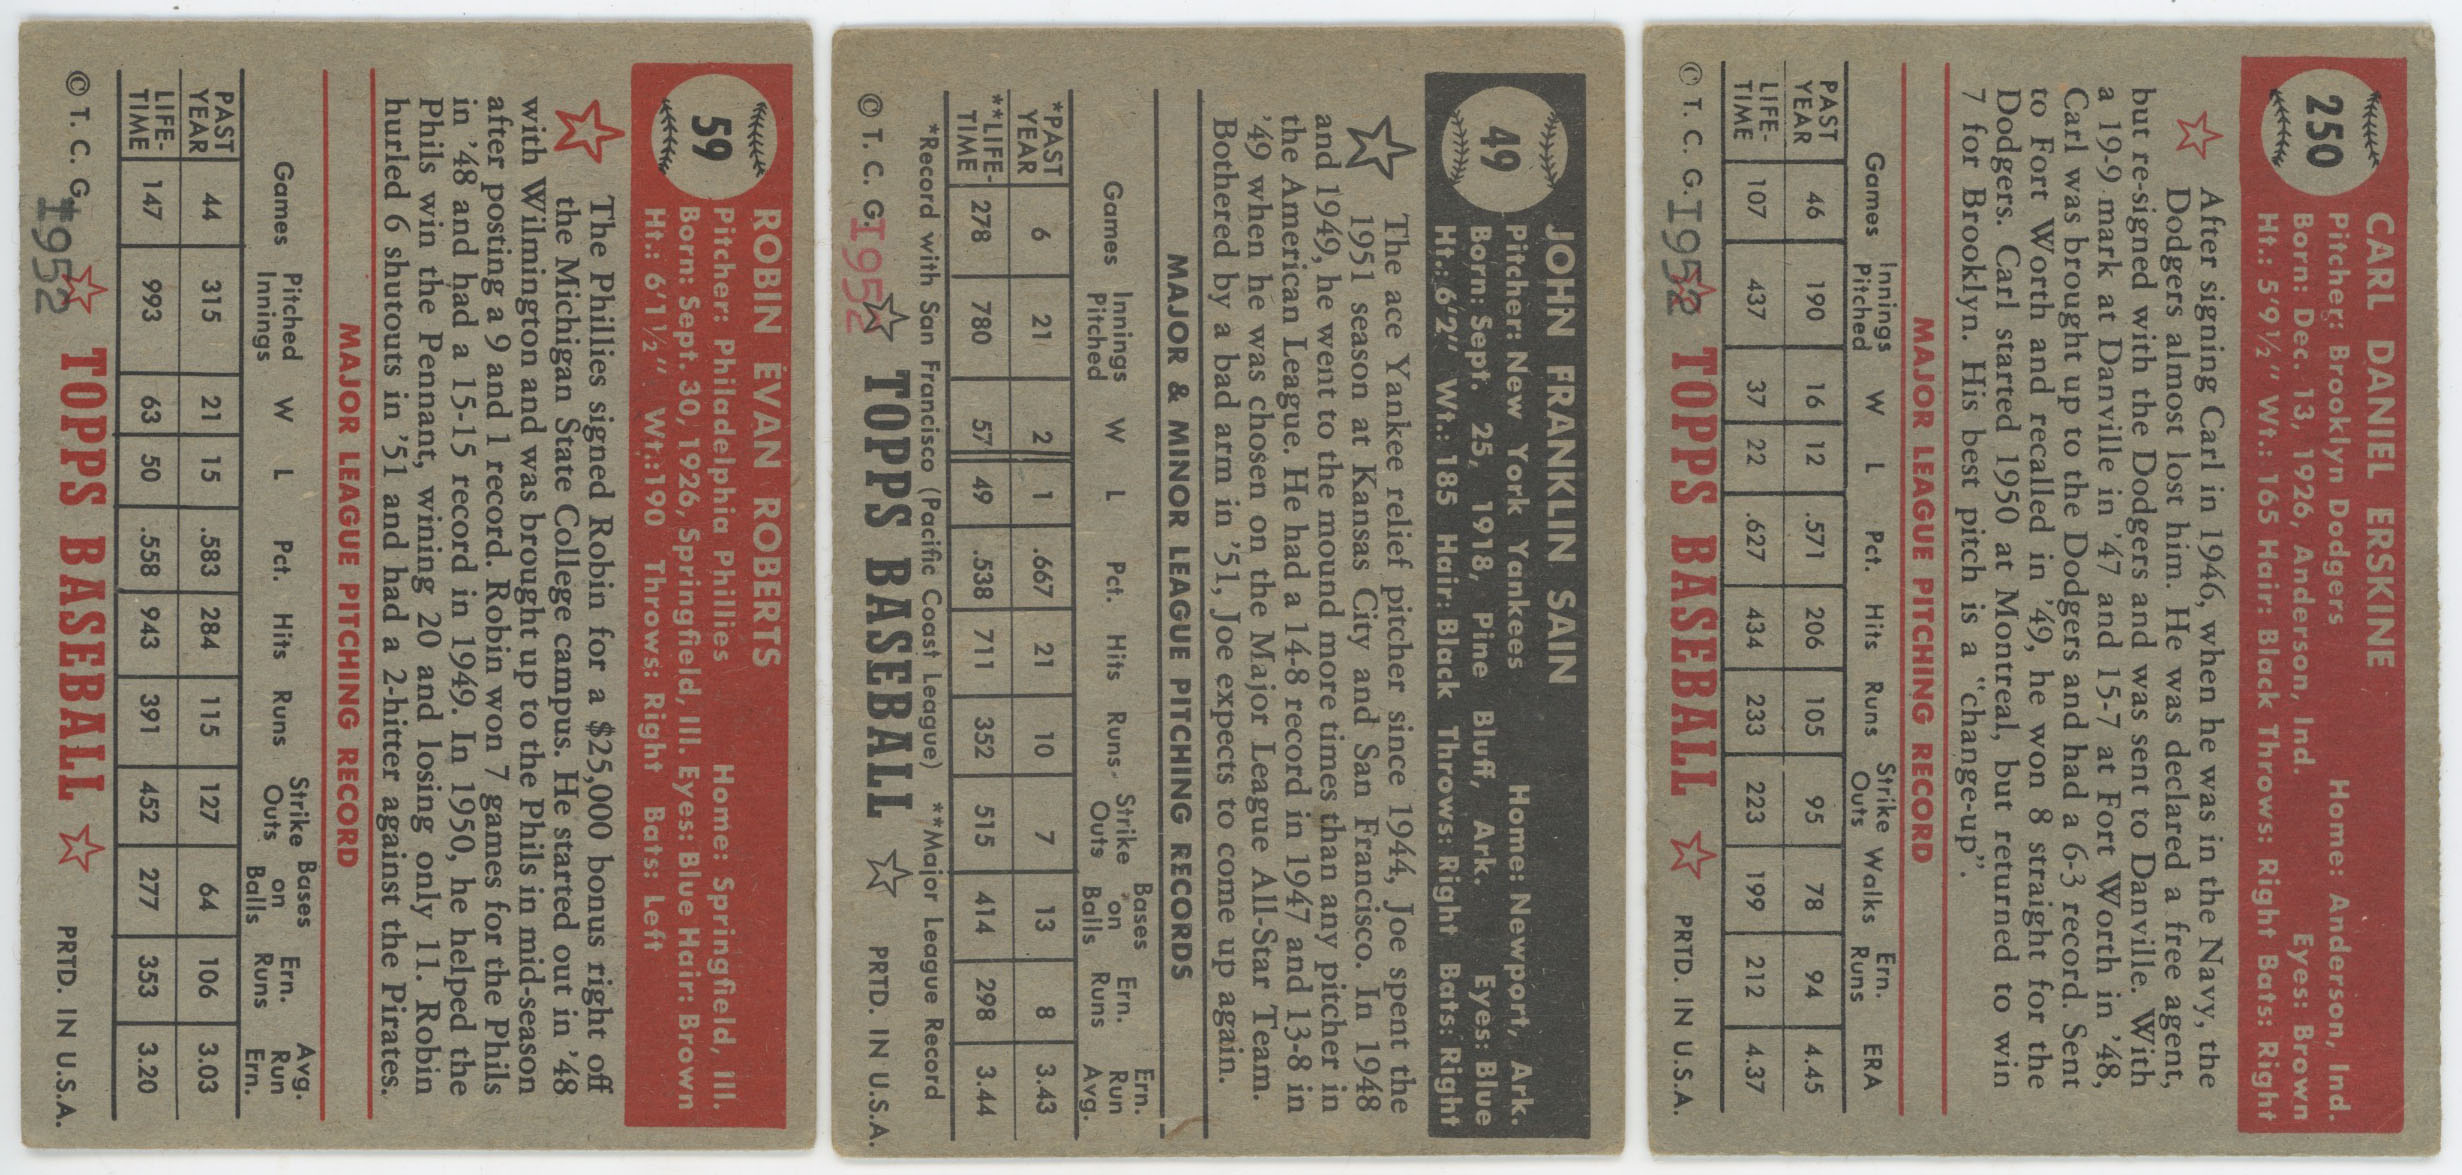 CARL DANIEL ERSKINE
250
Pitcher: Brooklyn Dodgers Home: Anderson, Ind.
Born: Dec. 13, 1926, Anderson, Ind. Eyes: Brown
Ht.: 5'9½" Wt.: 165 Hair: Black Throws: Right Bats: Right
After signing Carl in 1946, when he was in the Navy, the
Dodgers almost lost him. He was declared a free agent,
but re-signed with the Dodgers and was sent to Danville. With
a 19-9 mark at Danville in '47 and 15-7 at Fort Worth in '48,
Carl was brought up to the Dodgers and had a 6-3 record. Sent
to Fort Worth and recalled in '49, he won 8 straight for the
Dodgers. Carl started 1950 at Montreal, but returned to win
7 for Brooklyn. His best pitch is a "change-up".
MAJOR LEAGUE PITCHING RECORD
Games Innings Pitched W L Pct. Hits Runs Strike Outs Walks Ern. Runs ERA
PAST YEAR 46 190 16 12 .571 206 105 95 78 94 4.45
LIFE-TIME 107 437 37 22 .627 434 233 223 199 212 4.37
© T. C. G. 1952 TOPPS BASEBALL PRTD. IN U.S.A.
JOHN FRANKLIN SAIN
49
Pitcher: New York Yankees Home: Newport, Ark.
Born: Sept. 25, 1918, Pine Bluff, Ark. Eyes: Blue
Ht.: 6'2" Wt.: 185 Hair: Black Throws: Right Bats: Right
The ace Yankee relief pitcher since 1944, Joe spent the
1951 season at Kansas City and San Francisco. In 1948
and 1949, he went to the mound more times than any pitcher in
the American League. He had a 14-8 record in 1947 and 13-8 in
'49 when he was chosen on the Major League All-Star Team.
Bothered by a bad arm in '51, Joe expects to come up again.
MAJOR & MINOR LEAGUE PITCHING RECORDS
Games Innings Pitched W L Pct. Hits Runs Strike Outs Bases on Balls Ern. Runs Ern. Run Avg.
*PAST YEAR 6 21 2 1 .667 21 10 7 13 8 3.43
**LIFE-TIME 278 780 57 49 .538 711 352 515 414 298 3.44
*Record with San Francisco (Pacific Coast League) **Major League Record
© T. C. G. 1952 TOPPS BASEBALL PRTD. IN U.S.A.
ROBIN EVAN ROBERTS
59
Pitcher: Philadelphia Phillies Home: Springfield, Ill.
Born: Sept. 30, 1926, Springfield, Ill. Eyes: Blue Hair: Brown
Ht.: 6'1½" Wt.: 190 Throws: Right Bats: Left
The Phillies signed Robin for a $25,000 bonus right off
the Michigan State College campus. He started out in '48
with Wilmington and was brought up to the Phils in mid-season
after posting a 9 and 1 record. Robin won 7 games for the Phils
in '48 and had a 15-15 record in 1949. In 1950, he helped the
Phils win the Pennant, wining 20 and losing only 11. Robin
hurled 6 shutouts in '51 and had a 2-hitter against the Pirates.
MAJOR LEAGUE PITCHING RECORD
Games Pitched Innings W L Pct. Hits Runs Strike Outs Bases on Balls Ern. Runs Avg. Run Ern.
PAST YEAR 44 315 21 15 .583 284 115 127 64 106 3.03
LIFE-TIME 147 993 63 50 .558 943 391 452 277 353 3.20
© T. C. G. 1952 TOPPS BASEBALL PRTD. IN U.S.A.